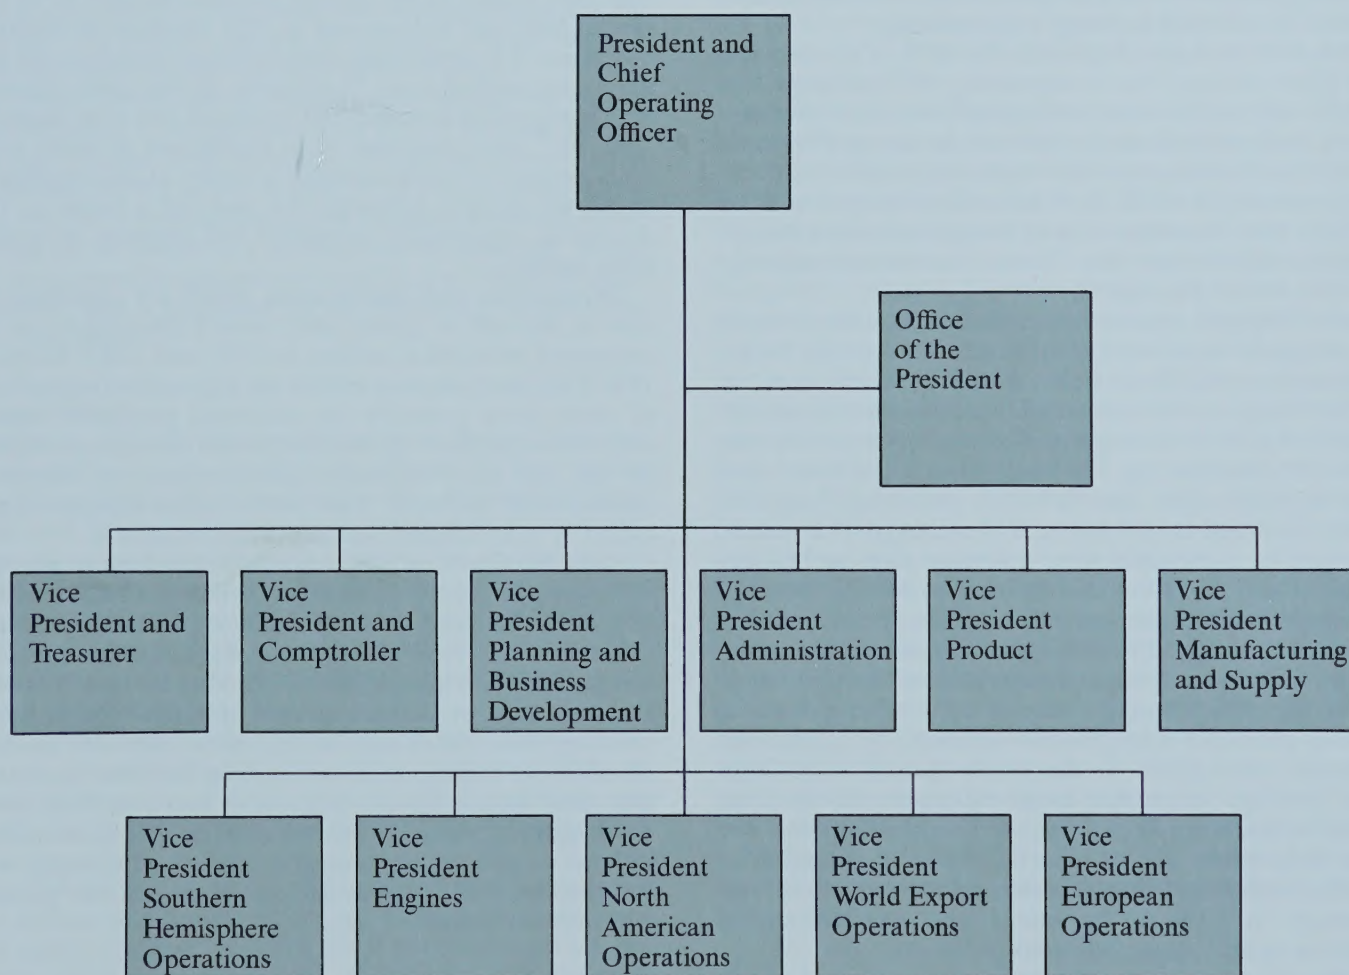 President and
Chief
Operating
Officer
Office
of the
President
Vice
President and
Treasurer
Vice
President and
Comptroller
Vice
President
Planning and
Business
Development
Vice
President
Administration
Vice
President
Product
Vice
President
Manufacturing
and Supply
Vice
President
Southern
Hemisphere
Operations
Vice
President
Engines
Vice
President
North
American
Operations
Vice
President
World Export
Operations
Vice
President
European
Operations